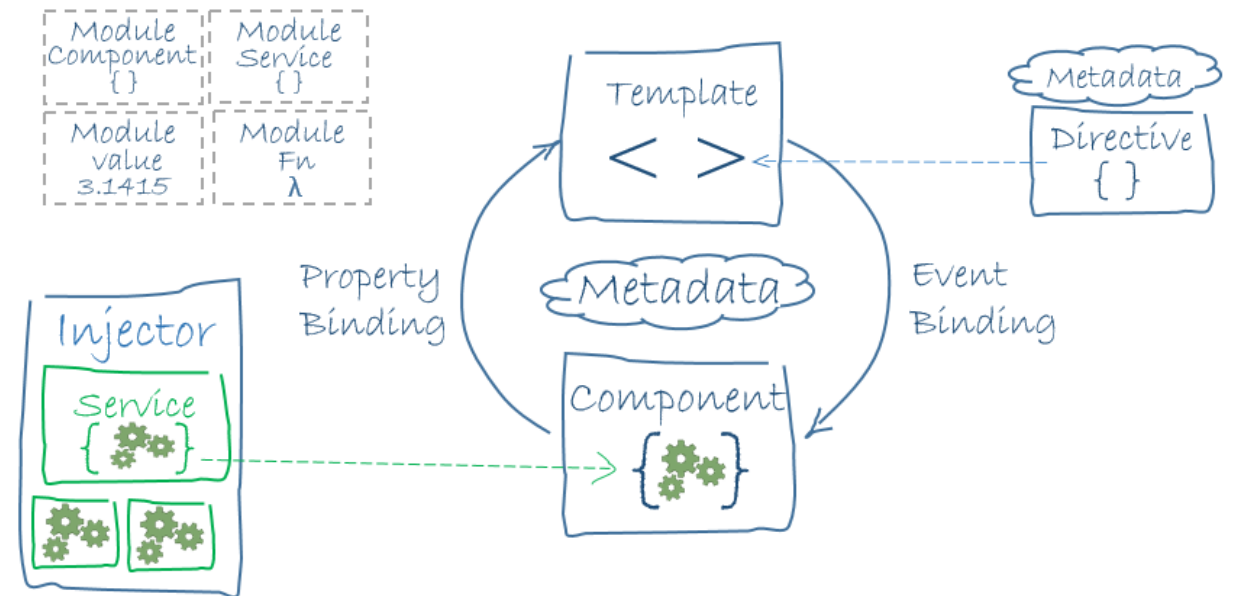 Module
Component
{ }
Module
Service
{ }
Module
value
3.1415
Module
Fn
λ
Template
< >
Metadata
Directive
{ }
Property
Binding
Metadata
Event
Binding
Injector
Service
{ }
Component
{ }